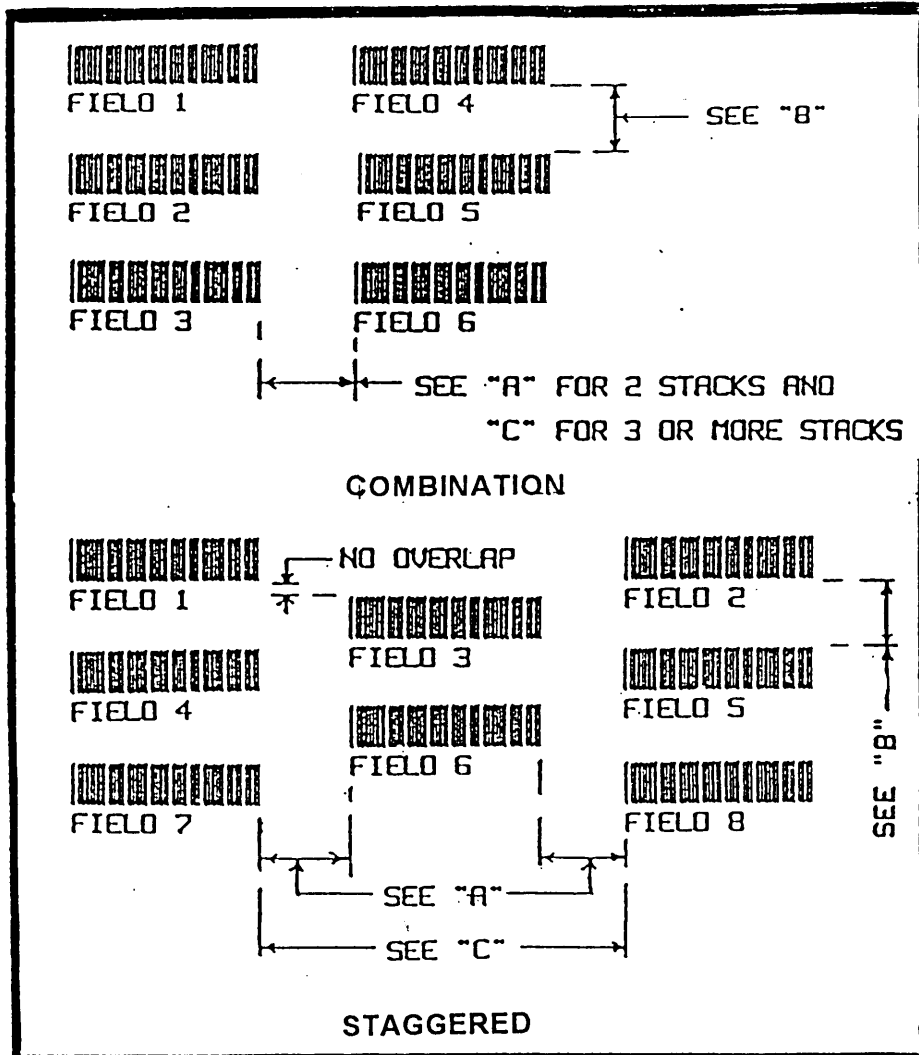 FIELD 1
FIELD 4
SEE "B"
FIELD 2
FIELD 5
FIELD 3
FIELD 6
SEE "A" FOR 2 STACKS AND
"C" FOR 3 OR MORE STACKS
COMBINATION
NO OVERLAP
FIELD 1
FIELD 2
FIELD 3
FIELD 4
FIELD 5
SEE "B"
FIELD 6
FIELD 7
FIELD 8
SEE "A"
SEE "C"
STAGGERED